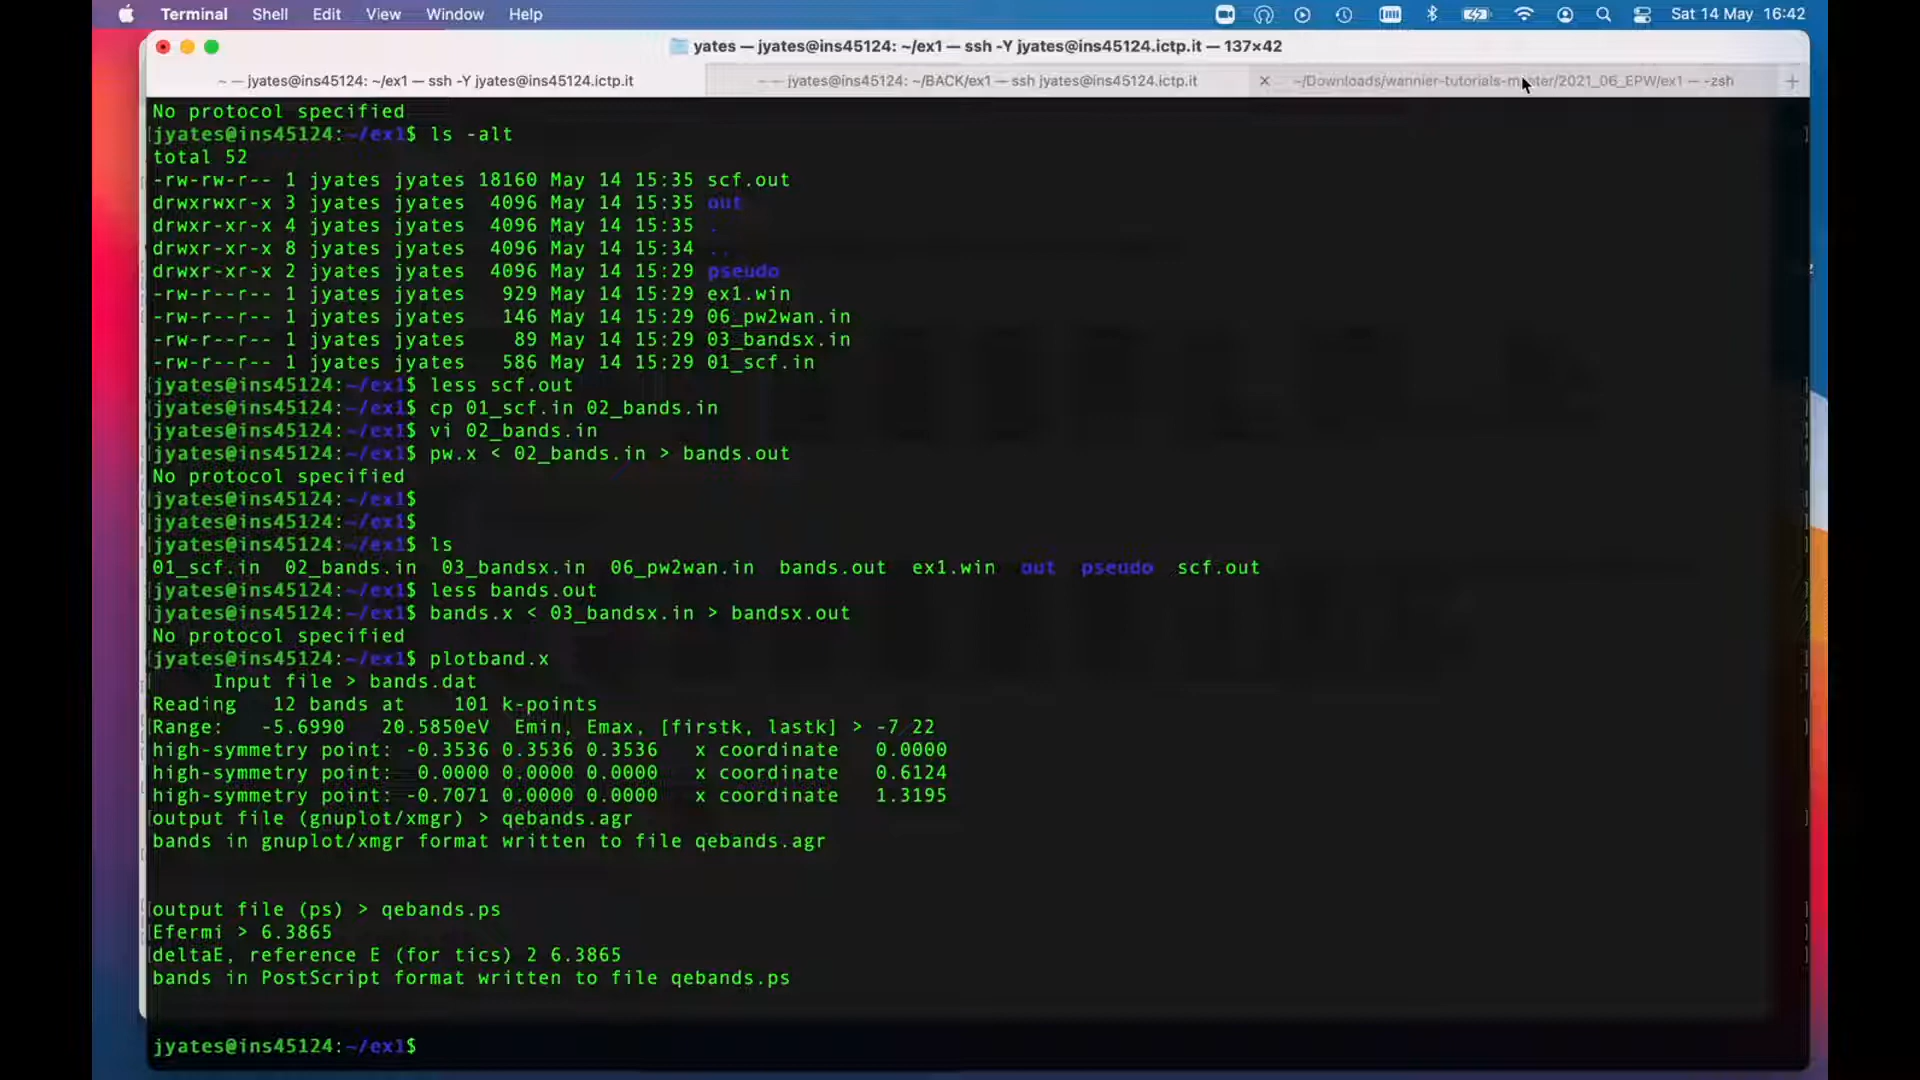 Terminal Shell Edit View Window Help Sat 14 May 16:42
yates — jyates@ins45124: ~/ex1 — ssh -Y jyates@ins45124.ictp.it — 137×42
~ — jyates@ins45124: ~/ex1 — ssh -Y jyates@ins45124.ictp.it ~ — jyates@ins45124: ~/BACK/ex1 — ssh jyates@ins45124.ictp.it ~/Downloads/wannier-tutorials-master/2021_06_EPW/ex1 — -zsh
No protocol specified
jyates@ins45124:~/ex1$ ls -alt
total 52
-rw-rw-r-- 1 jyates jyates 18160 May 14 15:35 scf.out
drwxrwxr-x 3 jyates jyates  4096 May 14 15:35 out
drwxr-xr-x 4 jyates jyates  4096 May 14 15:35 .
drwxr-xr-x 8 jyates jyates  4096 May 14 15:34 ..
drwxr-xr-x 2 jyates jyates  4096 May 14 15:29 pseudo
-rw-r--r-- 1 jyates jyates   929 May 14 15:29 ex1.win
-rw-r--r-- 1 jyates jyates   146 May 14 15:29 06_pw2wan.in
-rw-r--r-- 1 jyates jyates    89 May 14 15:29 03_bandsx.in
-rw-r--r-- 1 jyates jyates   586 May 14 15:29 01_scf.in
jyates@ins45124:~/ex1$ less scf.out
jyates@ins45124:~/ex1$ cp 01_scf.in 02_bands.in
jyates@ins45124:~/ex1$ vi 02_bands.in
jyates@ins45124:~/ex1$ pw.x < 02_bands.in > bands.out
No protocol specified
jyates@ins45124:~/ex1$
jyates@ins45124:~/ex1$
jyates@ins45124:~/ex1$ ls
01_scf.in  02_bands.in  03_bandsx.in  06_pw2wan.in  bands.out  ex1.win  out  pseudo  scf.out
jyates@ins45124:~/ex1$ less bands.out
jyates@ins45124:~/ex1$ bands.x < 03_bandsx.in > bandsx.out
No protocol specified
jyates@ins45124:~/ex1$ plotband.x
     Input file > bands.dat
Reading   12 bands at    101 k-points
Range:   -5.6990   20.5850eV  Emin, Emax, [firstk, lastk] > -7 22
high-symmetry point: -0.3536 0.3536 0.3536   x coordinate   0.0000
high-symmetry point:  0.0000 0.0000 0.0000   x coordinate   0.6124
high-symmetry point: -0.7071 0.0000 0.0000   x coordinate   1.3195
output file (gnuplot/xmgr) > qebands.agr
bands in gnuplot/xmgr format written to file qebands.agr
output file (ps) > qebands.ps
Efermi > 6.3865
deltaE, reference E (for tics) 2 6.3865
bands in PostScript format written to file qebands.ps
jyates@ins45124:~/ex1$